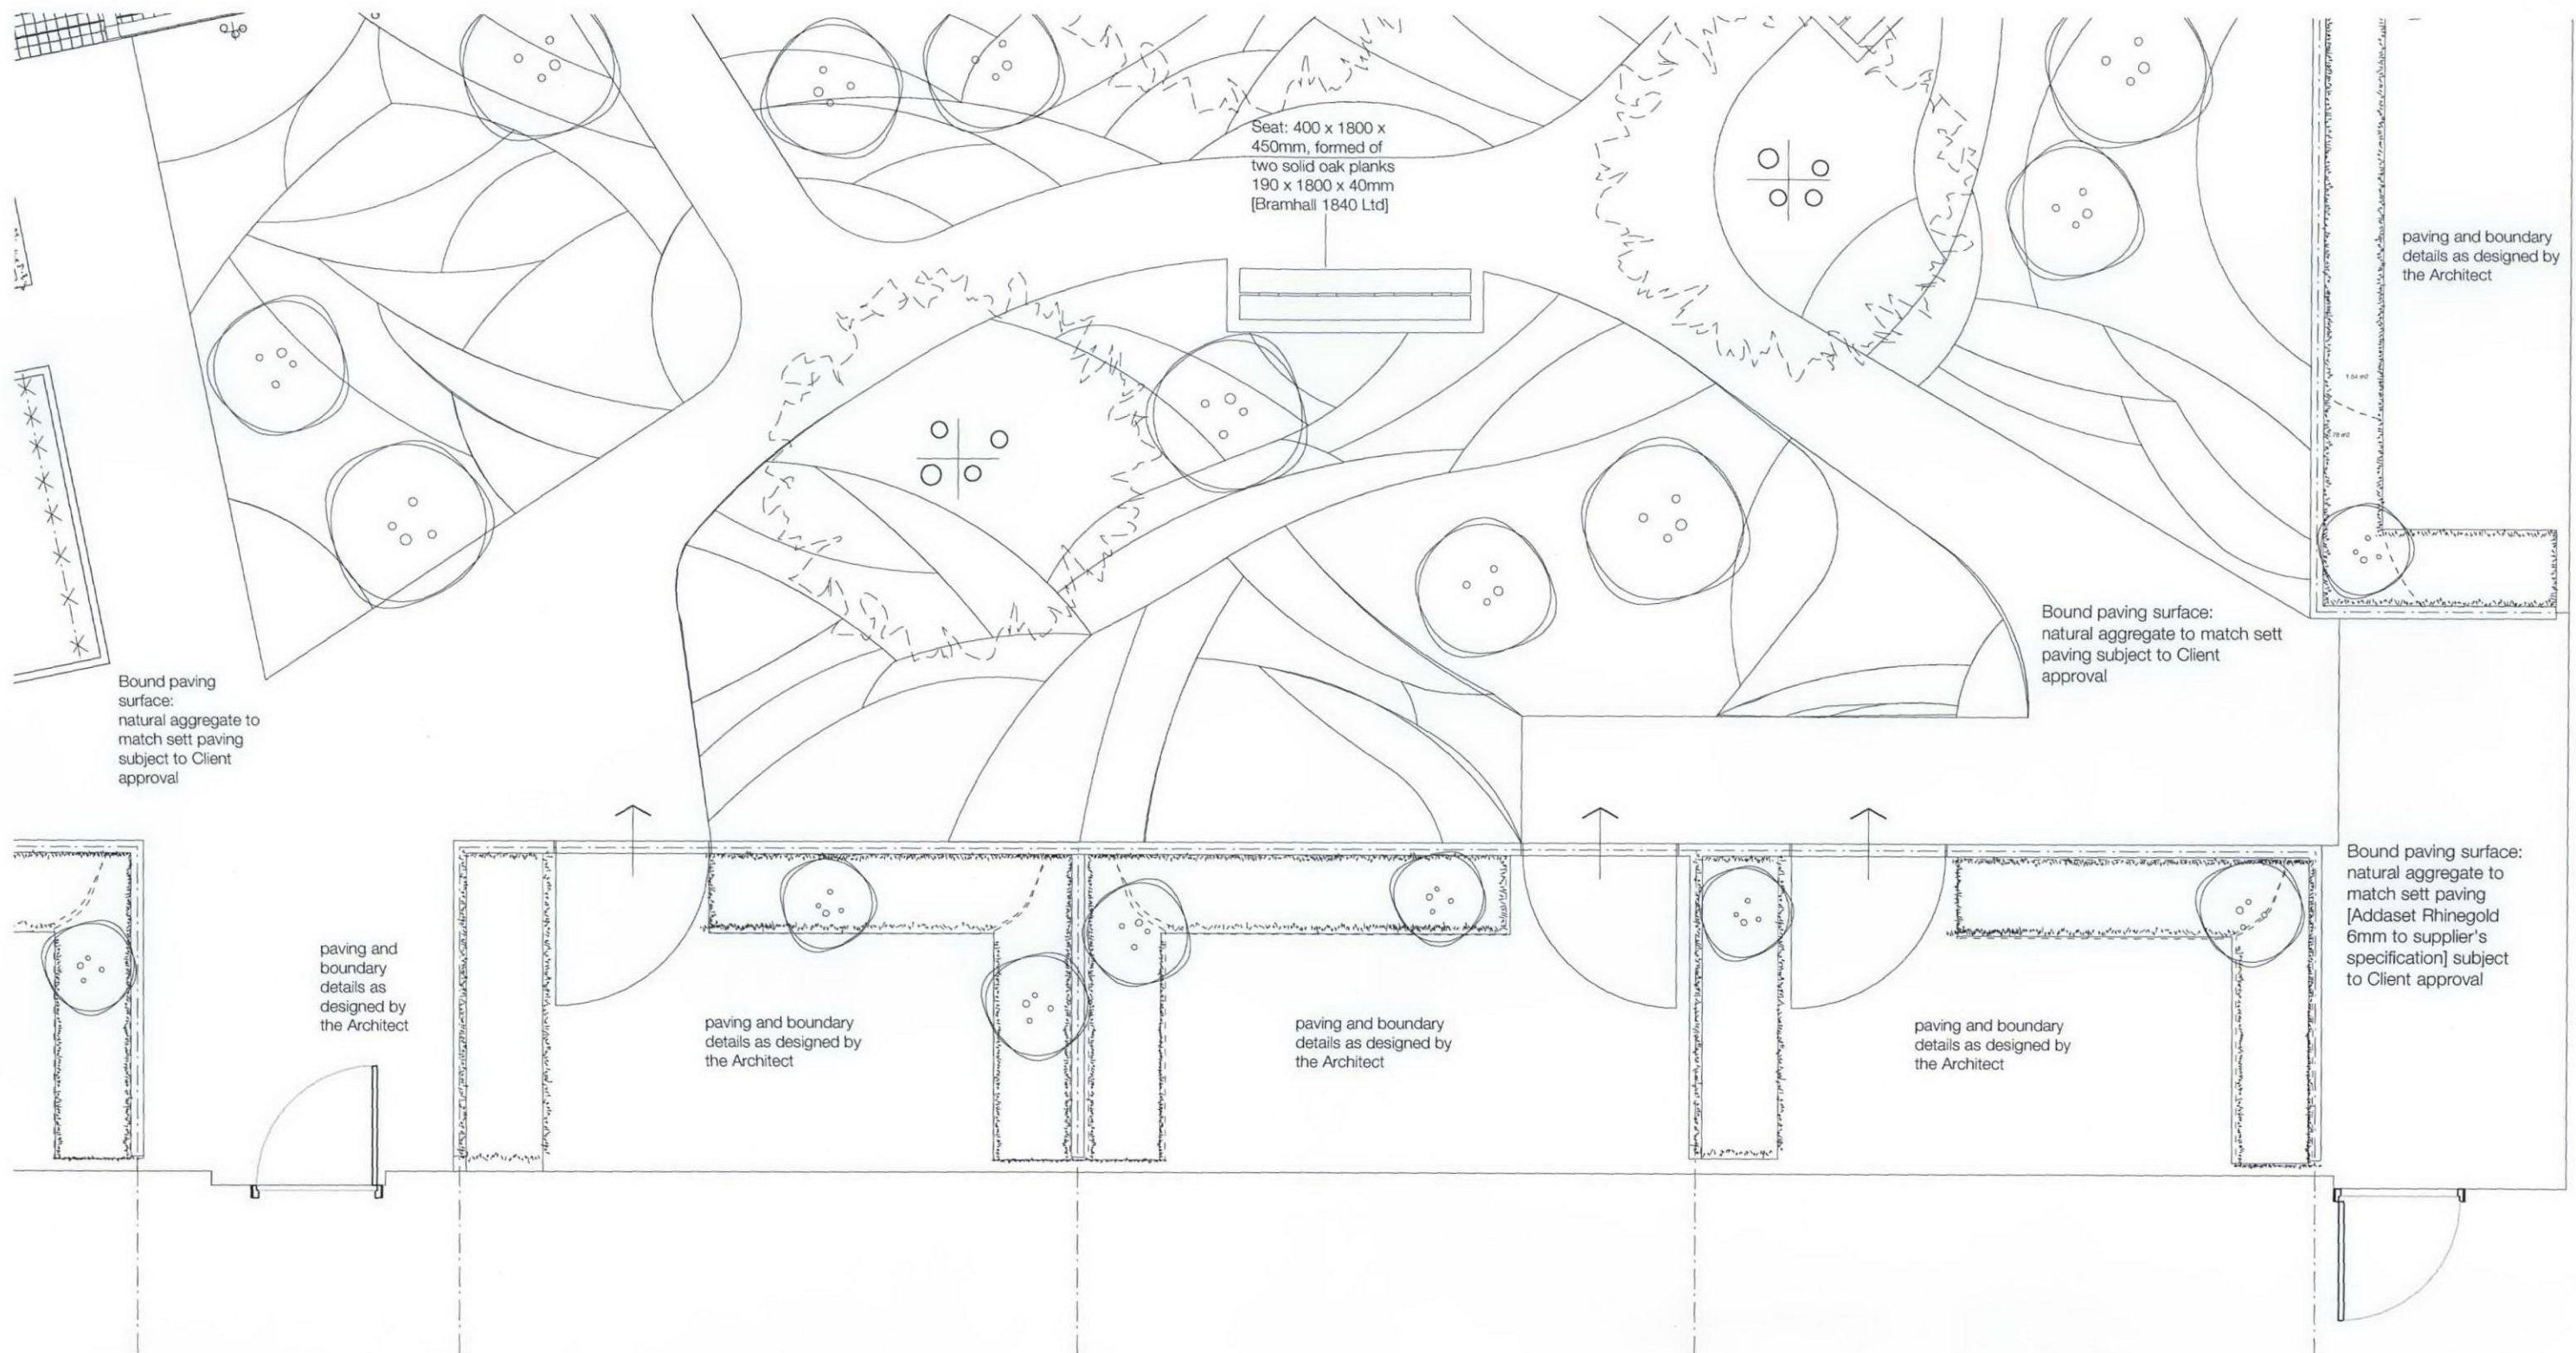 Seat: 400 x 1800 x
450mm, formed of
two solid oak planks
190 x 1800 x 40mm
[Bramhall 1840 Ltd]
paving and boundary
details as designed by
the Architect
Bound paving surface:
natural aggregate to match sett
paving subject to Client
approval
Bound paving
surface:
natural aggregate to
match sett paving
subject to Client
approval
Bound paving surface:
natural aggregate to
match sett paving
[Addaset Rhinegold
6mm to supplier's
specification] subject
to Client approval
paving and
boundary
details as
designed by
the Architect
paving and boundary
details as designed by
the Architect
paving and boundary
details as designed by
the Architect
paving and boundary
details as designed by
the Architect